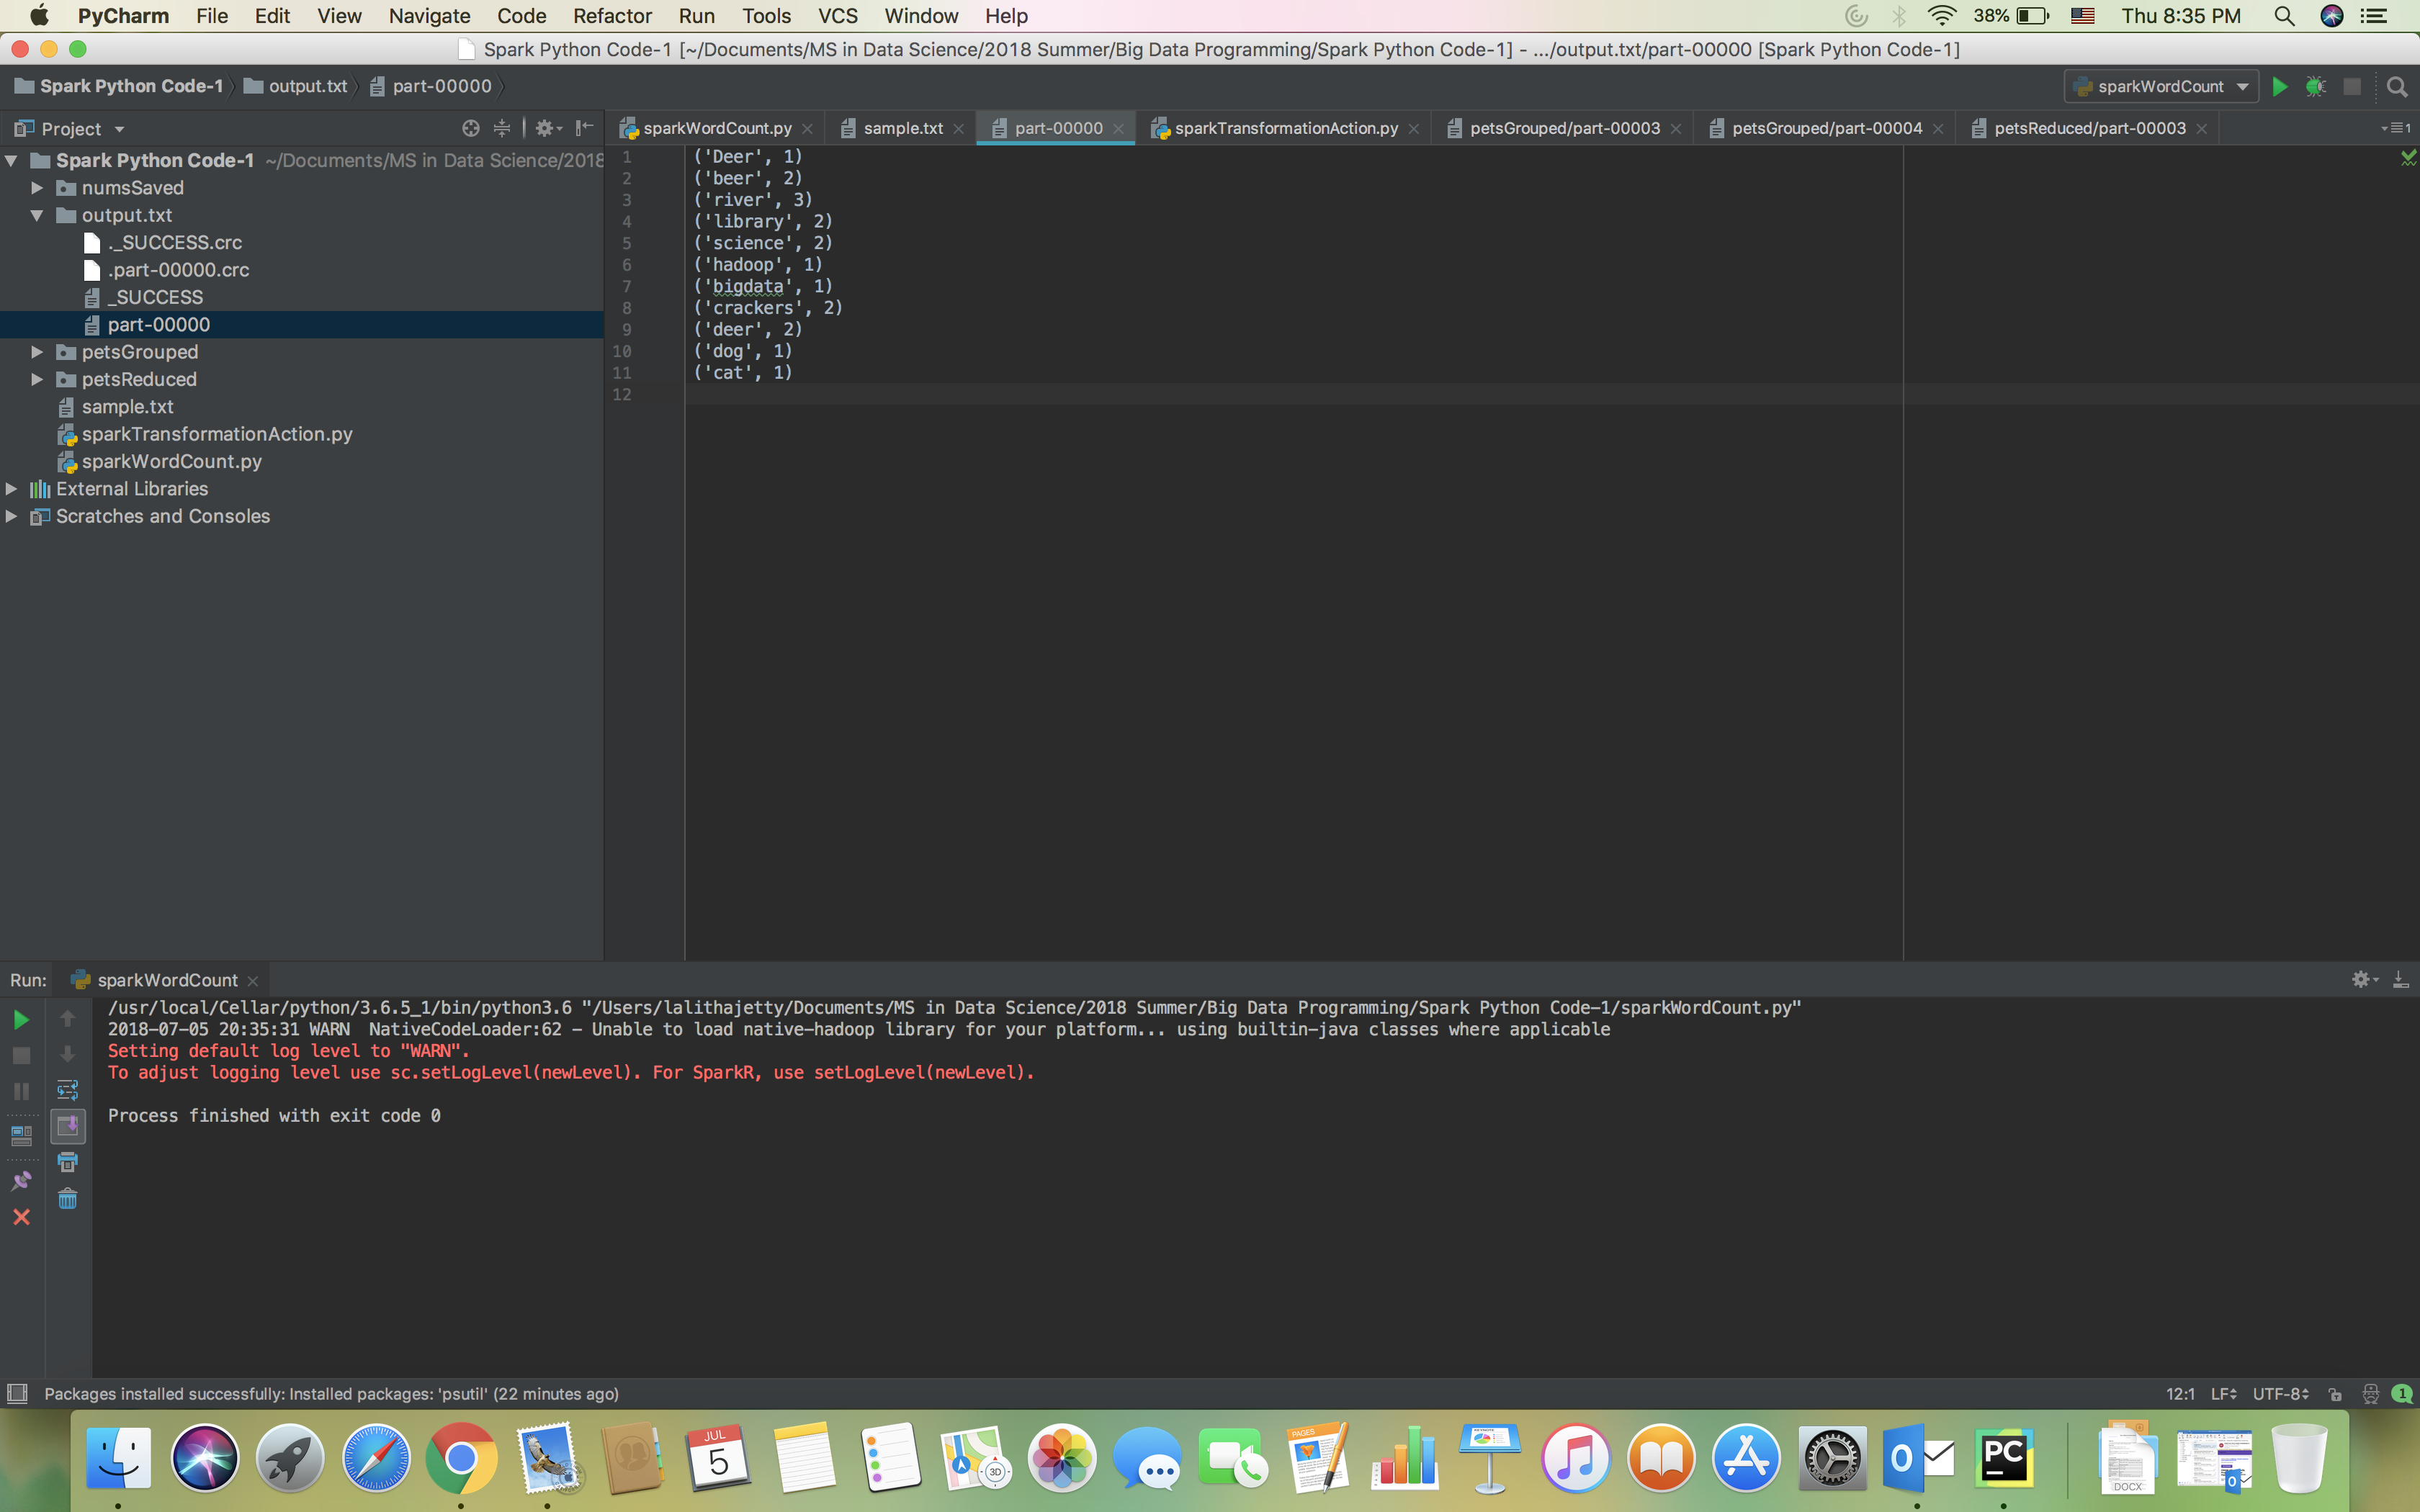 PyCharm File Edit View Navigate Code Refactor Run Tools VCS Window Help 38% Thu 8:35 PM
Spark Python Code-1 [~/Documents/MS in Data Science/2018 Summer/Big Data Programming/Spark Python Code-1] - .../output.txt/part-00000 [Spark Python Code-1]
Spark Python Code-1 output.txt part-00000 sparkWordCount
Project sparkWordCount.py sample.txt part-00000 sparkTransformationAction.py petsGrouped/part-00003 petsGrouped/part-00004 petsReduced/part-00003 1
Spark Python Code-1 ~/Documents/MS in Data Science/2018
numsSaved
output.txt
._SUCCESS.crc
.part-00000.crc
_SUCCESS
part-00000
petsGrouped
petsReduced
sample.txt
sparkTransformationAction.py
sparkWordCount.py
External Libraries
Scratches and Consoles
1 ('Deer', 1)
2 ('beer', 2)
3 ('river', 3)
4 ('library', 2)
5 ('science', 2)
6 ('hadoop', 1)
7 ('bigdata', 1)
8 ('crackers', 2)
9 ('deer', 2)
10 ('dog', 1)
11 ('cat', 1)
12
Run: sparkWordCount
/usr/local/Cellar/python/3.6.5_1/bin/python3.6 "/Users/lalithajetty/Documents/MS in Data Science/2018 Summer/Big Data Programming/Spark Python Code-1/sparkWordCount.py"
2018-07-05 20:35:31 WARN  NativeCodeLoader:62 - Unable to load native-hadoop library for your platform... using builtin-java classes where applicable
Setting default log level to "WARN".
To adjust logging level use sc.setLogLevel(newLevel). For SparkR, use setLogLevel(newLevel).
Process finished with exit code 0
Packages installed successfully: Installed packages: 'psutil' (22 minutes ago) 12:1 LF UTF-8 1
JUL
5
3D
PAGES
O
PC
DOCX